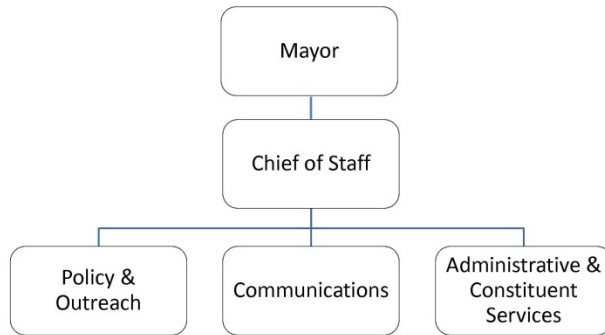 Mayor
Chief of Staff
Policy &
Outreach
Communications
Administrative &
Constituent
Services